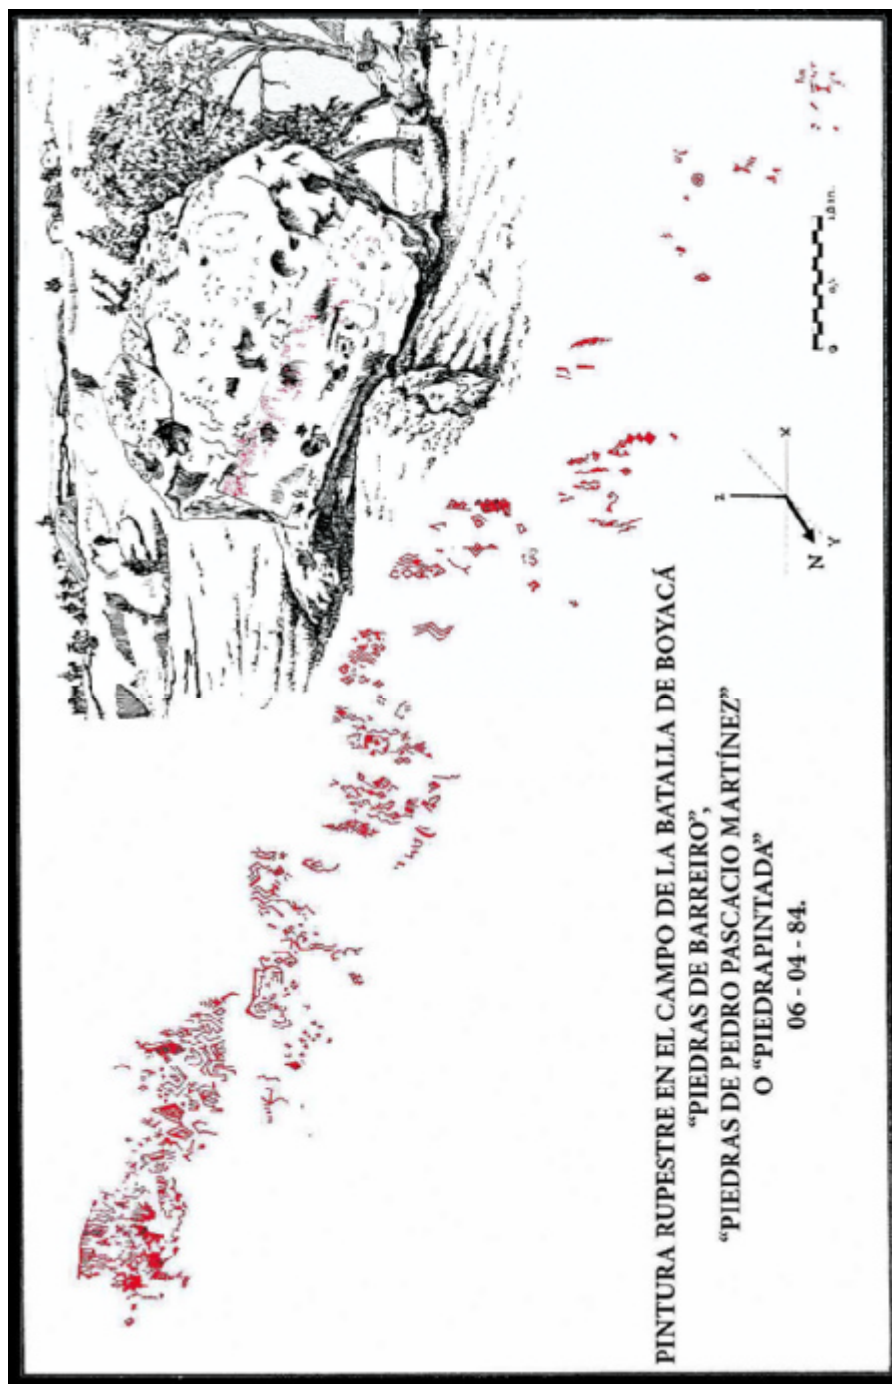 PINTURA RUPESTRE EN EL CAMPO DE LA BATALLA DE BOYACÁ
“PIEDRAS DE BARREIRO”,
“PIEDRAS DE PEDRO PASCACIO MARTÍNEZ”
O “PIEDRAPINTADA”
06 - 04 - 84.
Z
X
N
Y
0